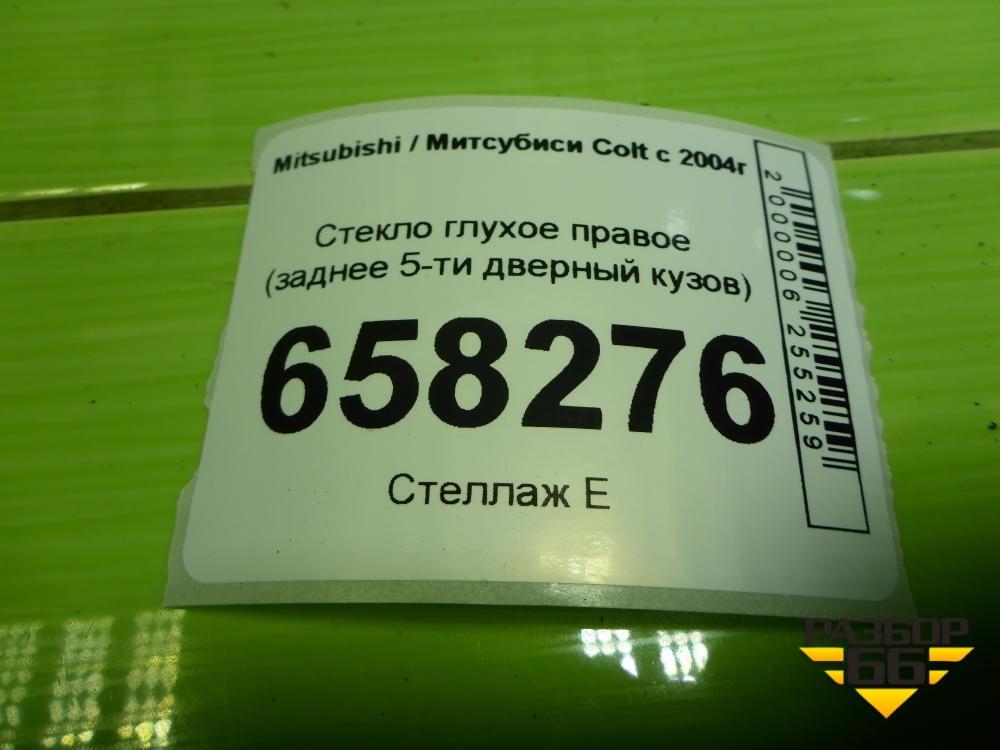 Mitsubishi / Митсубиси Colt с 2004г
Стекло глухое правое
(заднее 5-ти дверный кузов)
658276
Стеллаж Е
2000006255259
РАЗБОР
66